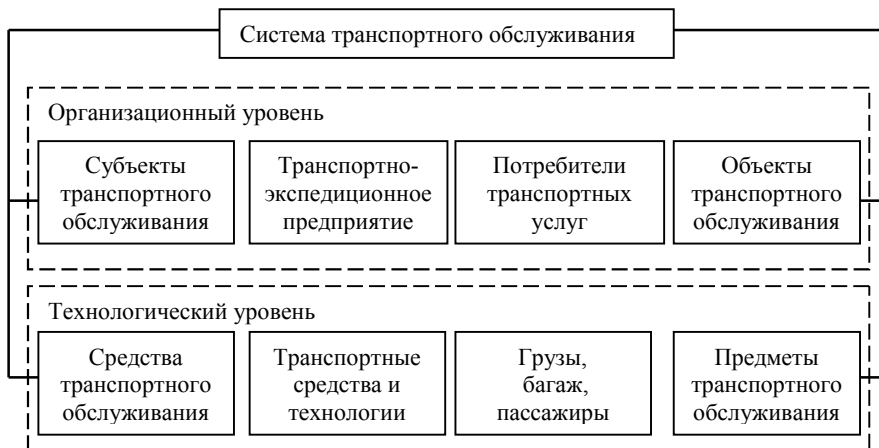 Система транспортного обслуживания
Организационный уровень
Субъекты
транспортного
обслуживания
Транспортно-
экспедиционное
предприятие
Потребители
транспортных
услуг
Объекты
транспортного
обслуживания
Технологический уровень
Средства
транспортного
обслуживания
Транспортные
средства и
технологии
Грузы,
багаж,
пассажиры
Предметы
транспортного
обслуживания